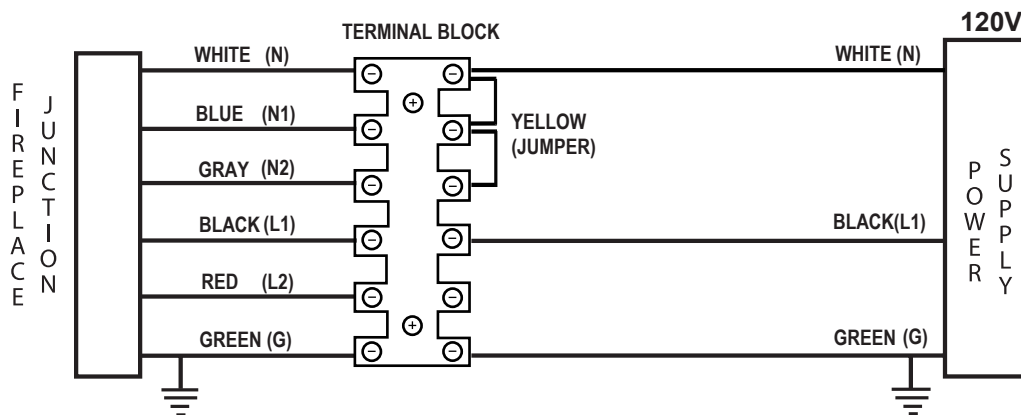 120V
TERMINAL BLOCK
WHITE (N)
WHITE (N)
BLUE (N1)
YELLOW
(JUMPER)
GRAY (N2)
BLACK (L1)
BLACK(L1)
RED (L2)
GREEN (G)
GREEN (G)
FIREPLACE
JUNCTION
POWER
SUPPLY